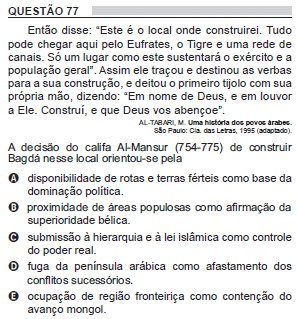 QUESTÃO 77
Então disse: “Este é o local onde construirei. Tudo
pode chegar aqui pelo Eufrates, o Tigre e uma rede de
canais. Só um lugar como este sustentará o exército e a
população geral”. Assim ele traçou e destinou as verbas
para a sua construção, e deitou o primeiro tijolo com sua
própria mão, dizendo: “Em nome de Deus, e em louvor
a Ele. Construí, e que Deus vos abençoe”.
AL-TABARI, M. Uma história dos povos árabes.
São Paulo: Cia. das Letras, 1995 (adaptado).
A decisão do califa Al-Mansur (754-775) de construir
Bagdá nesse local orientou-se pela
A disponibilidade de rotas e terras férteis como base da
dominação política.
B proximidade de áreas populosas como afirmação da
superioridade bélica.
C submissão à hierarquia e à lei islâmica como controle
do poder real.
D fuga da península arábica como afastamento dos
conflitos sucessórios.
E ocupação de região fronteiriça como contenção do
avanço mongol.